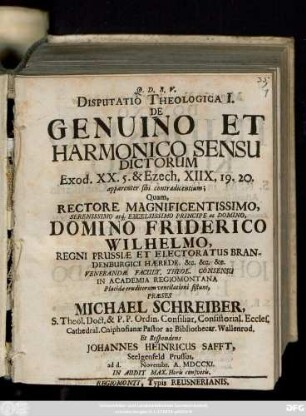 Q. D. B. V.
DISPUTATIO THEOLOGICA I.
DE
GENUINO ET
HARMONICO SENSU
DICTORUM
Exod. XX. 5. & Ezech, XIIX, 19. 20.
apparenter sibi contradicentium;
Quam,
RECTORE MAGNIFICENTISSIMO,
SERENISSIMO atq; EXCELSISSIMO PRINCIPE ac DOMINO,
DOMINO FRIDERICO
WILHELMO,
REGNI PRUSSIÆ ET ELECTORATUS BRAN-
DENBURGICI HÆREDE, &c. &c. &c.
VENERANDÆ FACULT. THEOL. CONSENSU
IN ACADEMIA REGIOMONTANA
Placidæ eruditorum ventilationi sistunt,
PRÆSES
MICHAEL SCHREIBER,
S. Theol. Doct, & P. P. Ordin. Consiliar, Consistorial, Eccles,
Cathedral. Cniphofianæ Pastor ac Bibliothecar. Wallenrod.
Et Respondens
JOHANNES HEINRICUS SAFFT,
Seelgenfeld Prussus,
ad d. Novembr. A. MDCCXI.
IN AUDIT MAX. Horis consuetis.
REGIOMONTI, Typis REUSNERIANIS.